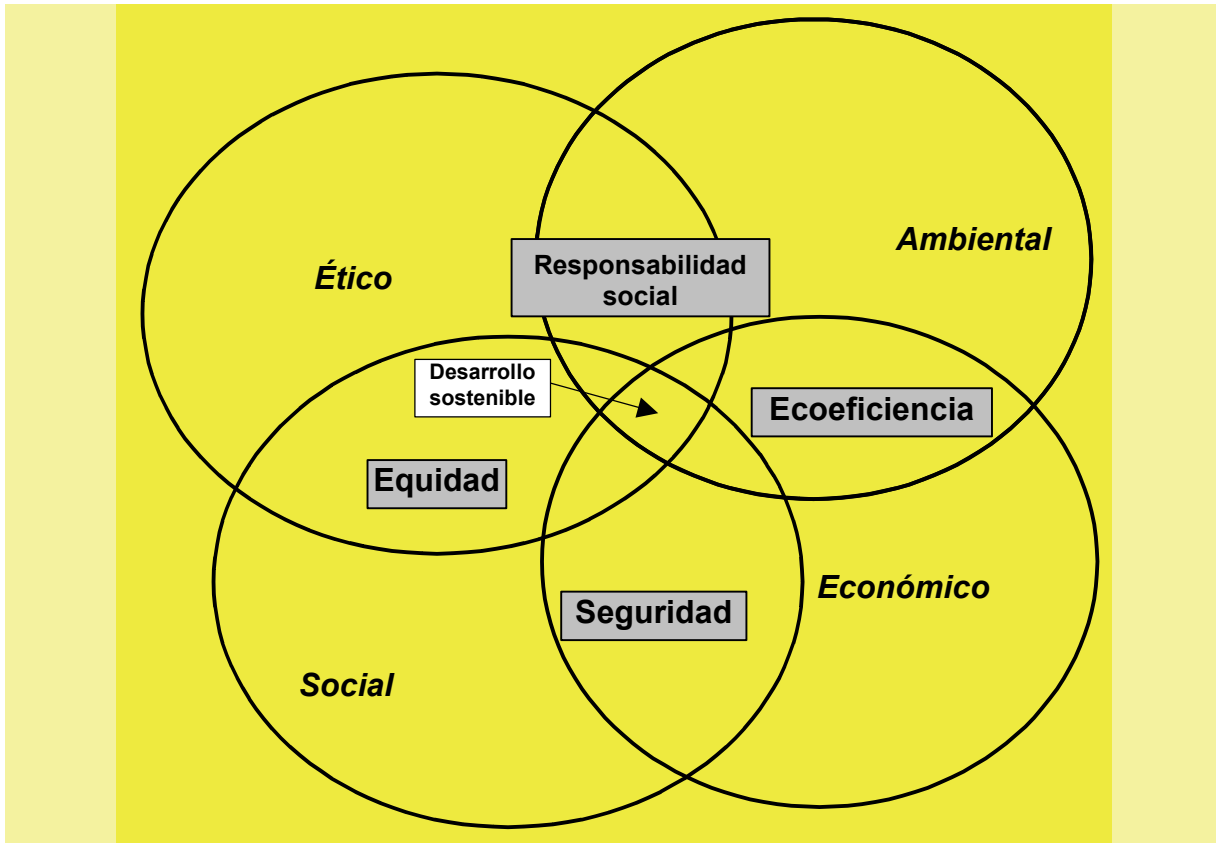 Ambiental
Ético
Responsabilidad
social
Desarrollo
sostenible
Ecoeficiencia
Equidad
Económico
Seguridad
Social